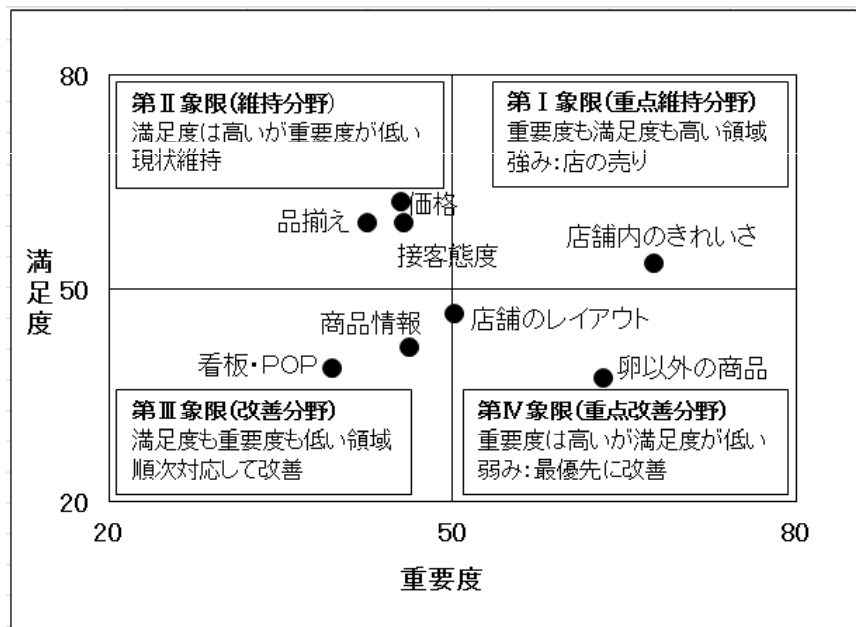 80
第Ⅱ象限(維持分野)
満足度は高いが重要度が低い
現状維持
第Ⅰ象限(重点維持分野)
重要度も満足度も高い領域
強み:店の売り
価格
品揃え
接客態度
店舗内のきれいさ
満足度
50
商品情報
店舗のレイアウト
看板・POP
卵以外の商品
第Ⅲ象限(改善分野)
満足度も重要度も低い領域
順次対応して改善
第Ⅳ象限(重点改善分野)
重要度は高いが満足度が低い
弱み:最優先に改善
20
20
50
80
重要度